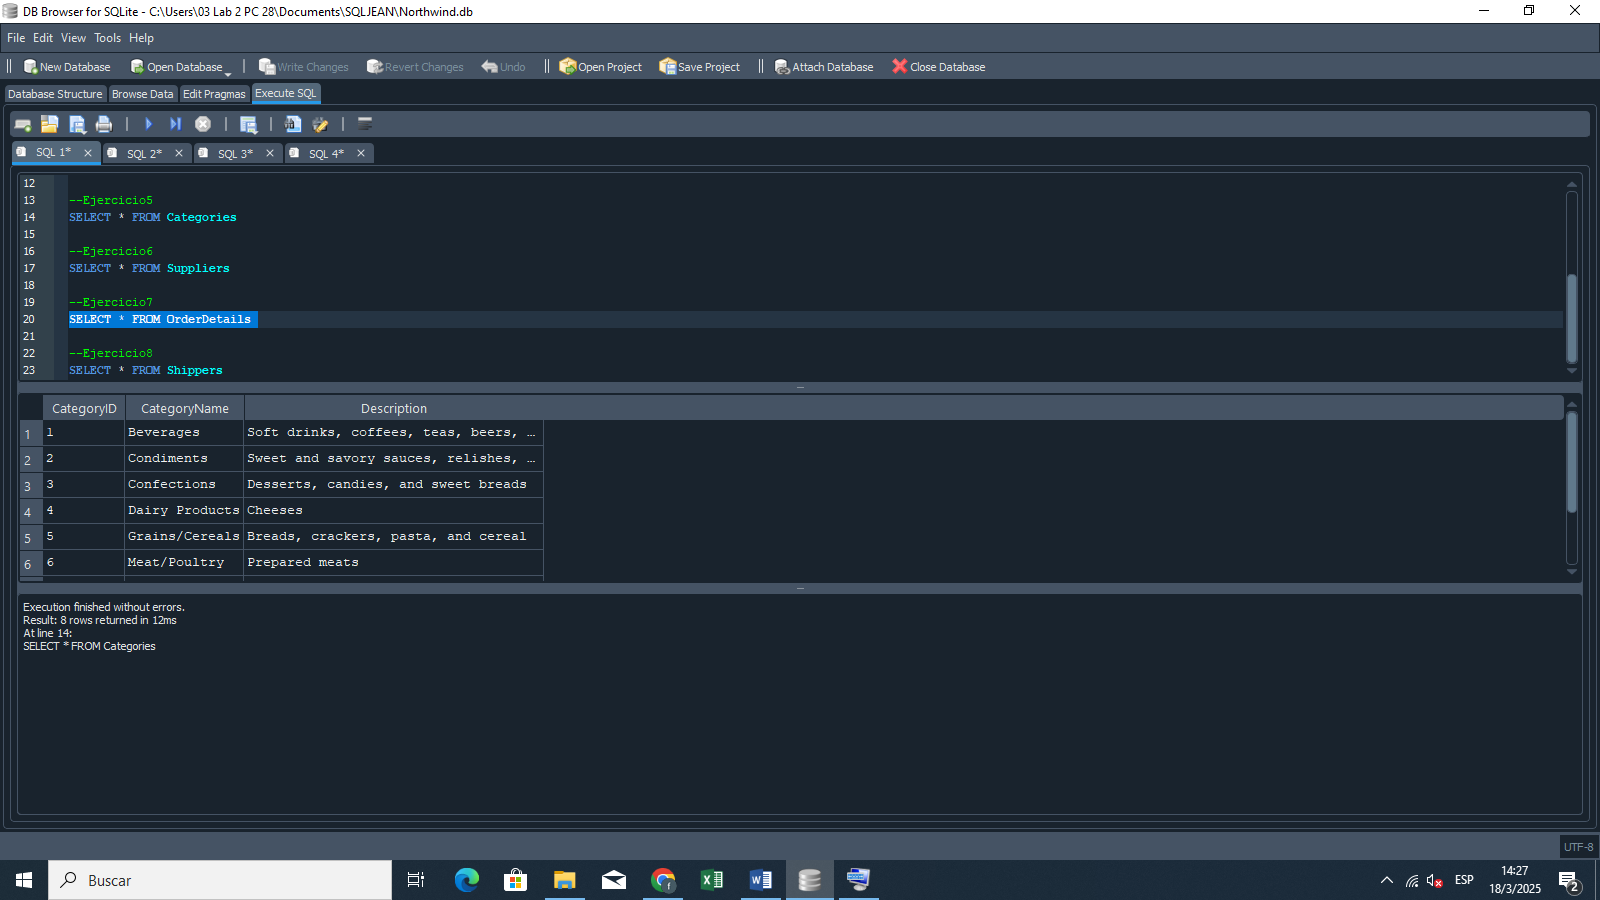 DB Browser for SQLite - C:\Users\03 Lab 2 PC 28\Documents\SQLJEAN\Northwind.db
File Edit View Tools Help
New Database Open Database Write Changes Revert Changes Undo Open Project Save Project Attach Database Close Database
Database Structure Browse Data Edit Pragmas Execute SQL
SQL 1* SQL 2* SQL 3* SQL 4*
12
13 --Ejercicio5
14 SELECT * FROM Categories
15
16 --Ejercicio6
17 SELECT * FROM Suppliers
18
19 --Ejercicio7
20 SELECT * FROM OrderDetails
21
22 --Ejercicio8
23 SELECT * FROM Shippers
CategoryID CategoryName Description
1 1 Beverages Soft drinks, coffees, teas, beers, …
2 2 Condiments Sweet and savory sauces, relishes, …
3 3 Confections Desserts, candies, and sweet breads
4 4 Dairy Products Cheeses
5 5 Grains/Cereals Breads, crackers, pasta, and cereal
6 6 Meat/Poultry Prepared meats
Execution finished without errors.
Result: 8 rows returned in 12ms
At line 14:
SELECT * FROM Categories
UTF-8
Buscar
ESP
14:27
18/3/2025
2